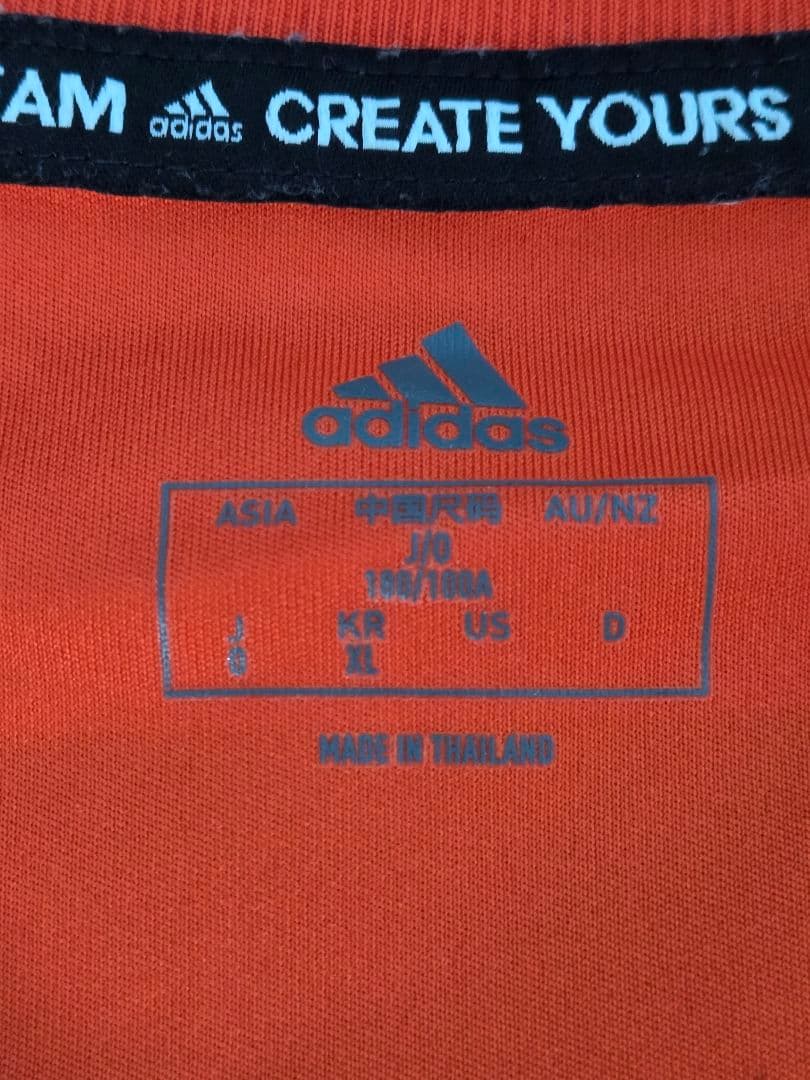 AM adidas CREATE YOURS
adidas
ASIA 中国尺码 AU/NZ
J/O
J KR US D
O XL
MADE IN THAILAND